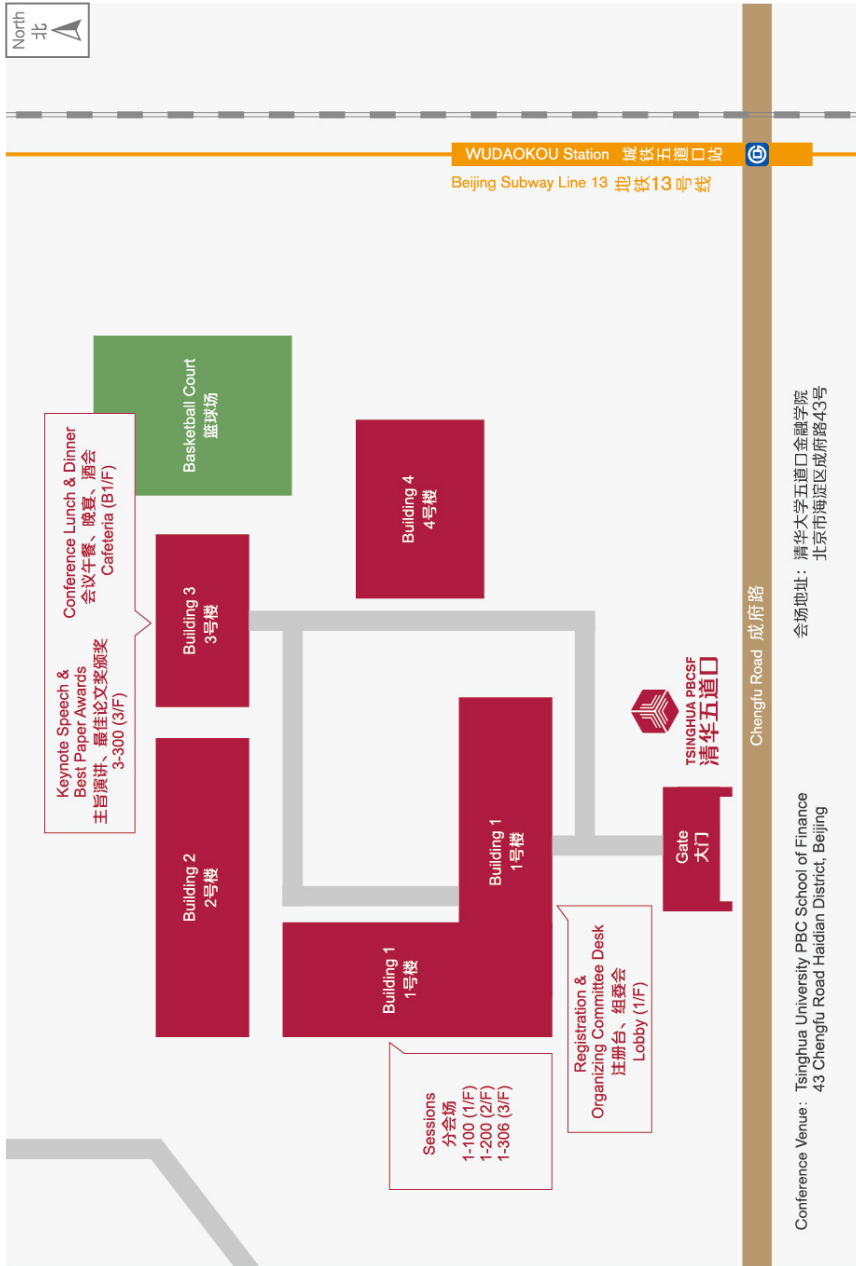 North
北
WUDAOKOU Station 城铁五道口站
Beijing Subway Line 13 地铁13号线
Keynote Speech &
Best Paper Awards
主旨演讲、最佳论文奖颁奖
3-300 (3/F)
Conference Lunch & Dinner
会议午餐、晚宴、酒会
Cafeteria (B1/F)
Basketball Court
篮球场
Building 2
2号楼
Building 3
3号楼
Building 4
4号楼
Building 1
1号楼
Building 1
1号楼
Sessions
分会场
1-100 (1/F)
1-200 (2/F)
1-306 (3/F)
Registration &
Organizing Committee Desk
注册台、组委会
Lobby (1/F)
Gate
大门
TSINGHUA PBCSF
清华五道口
Chengfu Road 成府路
Conference Venue: Tsinghua University PBC School of Finance
43 Chengfu Road Haidian District, Beijing
会场地址：清华大学五道口金融学院
北京市海淀区成府路43号